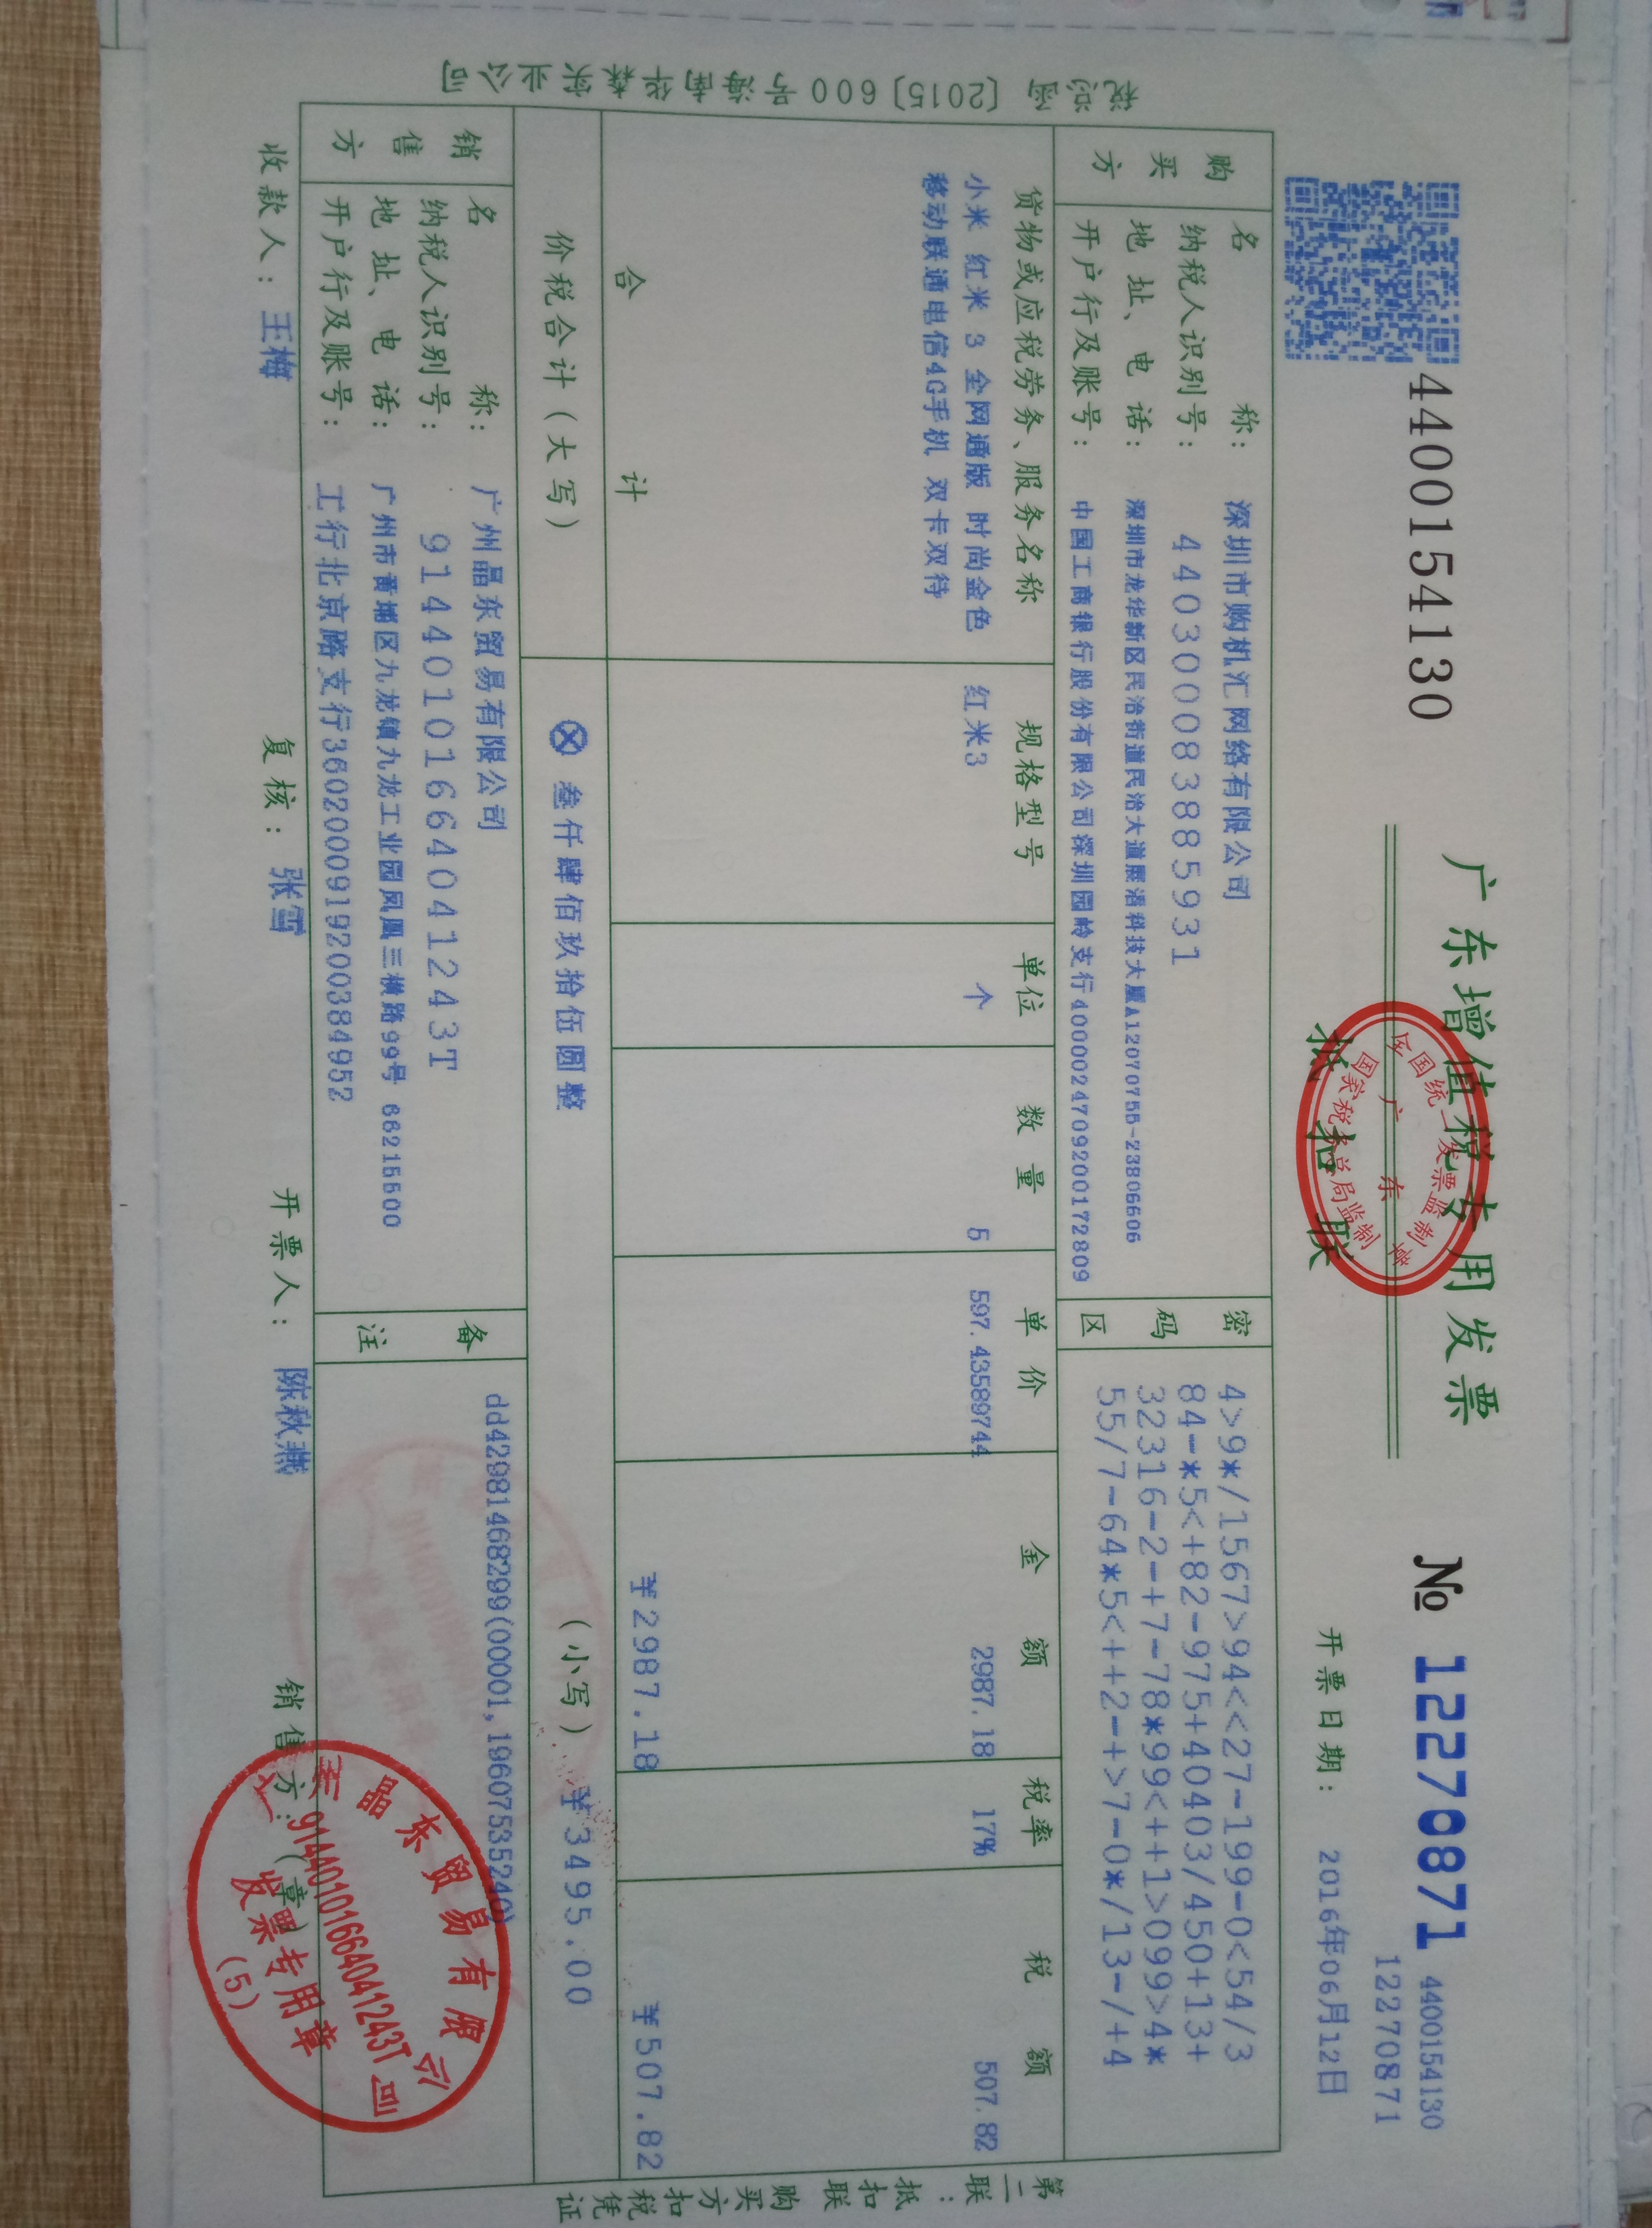 广东增值税专用发票
4400154130
№ 12270871
4400154130
12270871
全国统一发票监制章
广东
国家税务总局监制
抵扣联
开票日期: 2016年06月12日
购买方
名称: 深圳市购机汇网络有限公司
纳税人识别号: 440300083885931
地址、电话: 深圳市龙华新区民治街道民治大道展滔科技大厦A12070755-23806606
开户行及账号: 中国工商银行股份有限公司深圳园岭支行4000024709200172809
密码区
4>9*/1567>94<<27-199-0<54/3
84-*5<+82-975+40403/450+13+
32316-2-+7-78*99<++1>099>4*
55/7-64*5<++2-+>7-0*/13-/+4
货物或应税劳务、服务名称 规格型号 单位 数量 单价 金额 税率 税额
小米 红米 3 全网通版 时尚金色 红米3 个 5 597.43589744 2987.18 17% 507.82
移动联通电信4G手机 双卡双待
合计 ¥2987.18 ¥507.82
价税合计(大写) ⊗ 叁仟肆佰玖拾伍圆整 (小写) ¥3495.00
销售方
名称: 广州晶东贸易有限公司
纳税人识别号: 91440101664041243T
地址、电话: 广州市黄埔区九龙镇九龙工业园凤凰三横路99号 66215500
开户行及账号: 工行北京路支行3602000919200384952
备注
dd42981468299(00001,19607535240)
收款人: 王梅 复核: 张雪 开票人: 陈秋燕 销售方:(章)
广州晶东贸易有限公司
91440101664041243T
发票专用章
(5)
税总函[2015]600号海南华森实业公司
第二联:抵扣联 购买方扣税凭证